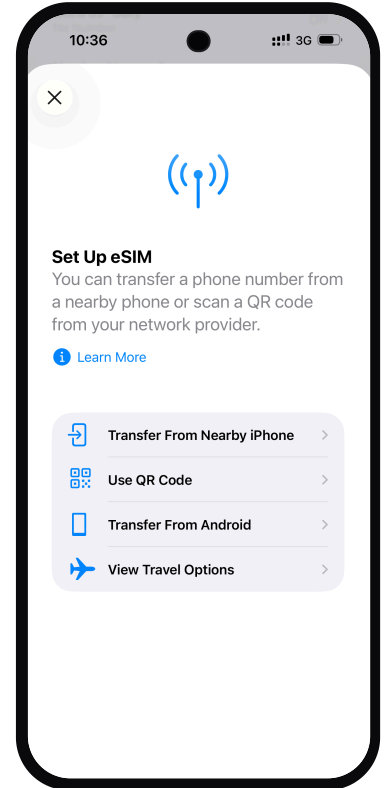 10:36
3G
Set Up eSIM
You can transfer a phone number from
a nearby phone or scan a QR code
from your network provider.
Learn More
Transfer From Nearby iPhone
Use QR Code
Transfer From Android
View Travel Options